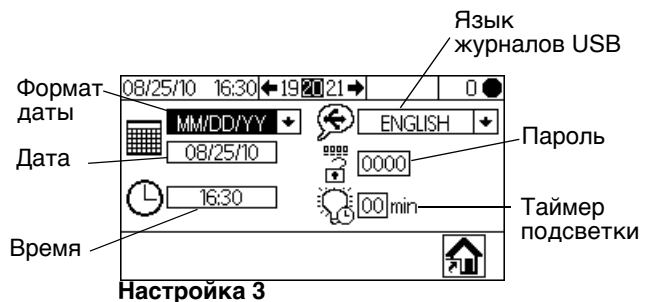 Язык
журналов USB
Формат
даты
08/25/10 16:30 19 20 21 0
MM/DD/YY ENGLISH
Дата
08/25/10
0000
Пароль
16:30
00 min
Таймер
подсветки
Время
Настройка 3